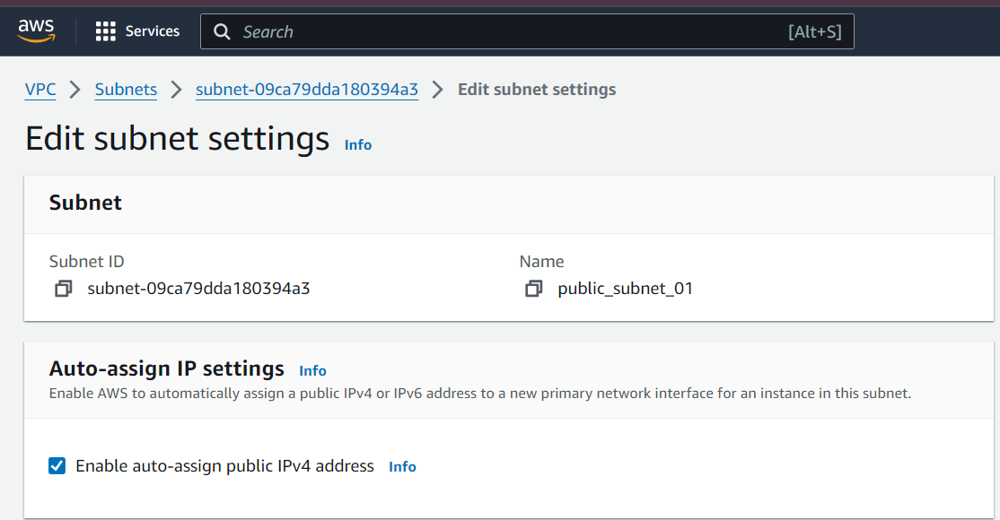 aws Services Search [Alt+S]
VPC Subnets subnet-09ca79dda180394a3 Edit subnet settings
Edit subnet settings Info
Subnet
Subnet ID Name
subnet-09ca79dda180394a3 public_subnet_01
Auto-assign IP settings Info
Enable AWS to automatically assign a public IPv4 or IPv6 address to a new primary network interface for an instance in this subnet.
Enable auto-assign public IPv4 address Info